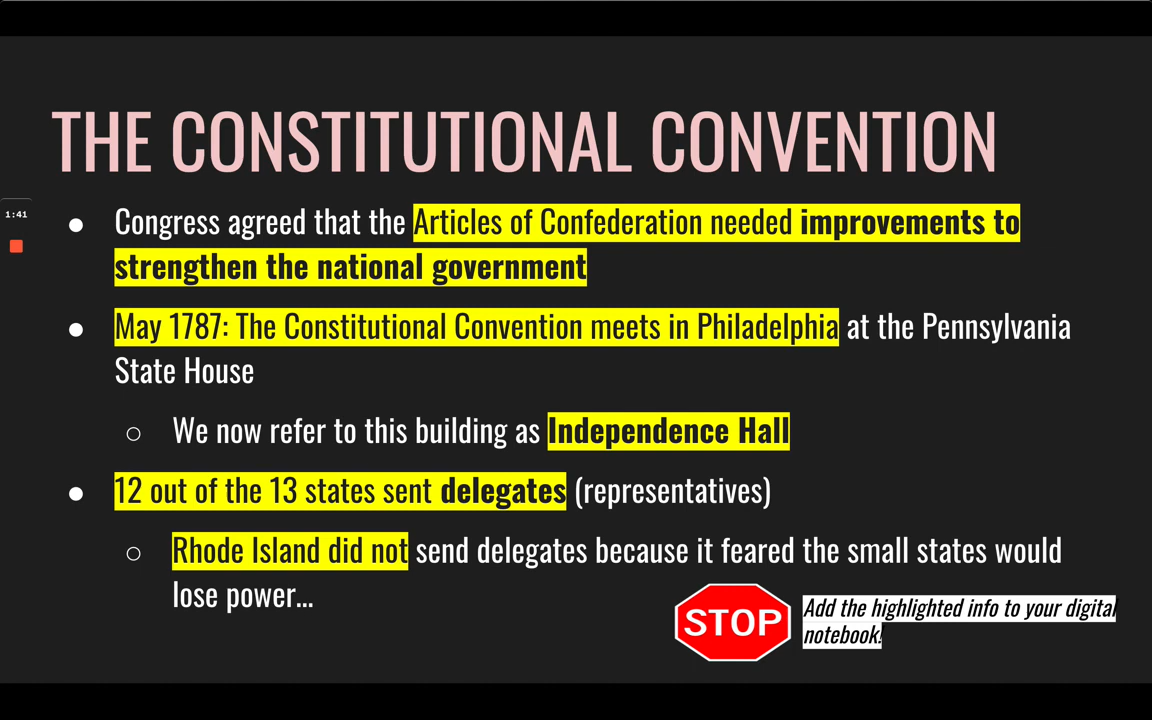 THE CONSTITUTIONAL CONVENTION
1:41
● Congress agreed that the Articles of Confederation needed improvements to
strengthen the national government
● May 1787: The Constitutional Convention meets in Philadelphia at the Pennsylvania
State House
○ We now refer to this building as Independence Hall
● 12 out of the 13 states sent delegates (representatives)
○ Rhode Island did not send delegates because it feared the small states would
lose power...
STOP
Add the highlighted info to your digital
notebook!